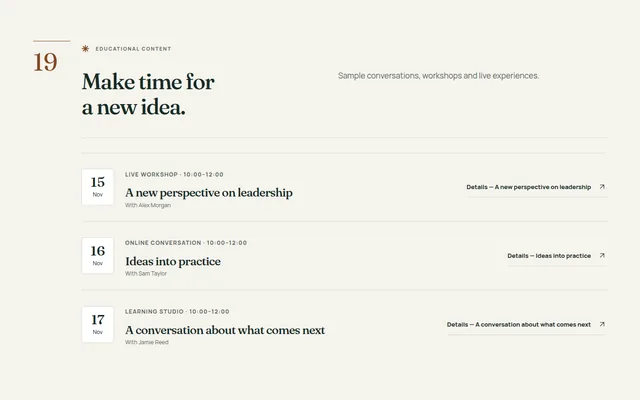 19
EDUCATIONAL CONTENT
Make time for
a new idea.
Sample conversations, workshops and live experiences.
15
Nov
LIVE WORKSHOP · 10:00–12:00
A new perspective on leadership
With Alex Morgan
Details — A new perspective on leadership
16
Nov
ONLINE CONVERSATION · 10:00–12:00
Ideas into practice
With Sam Taylor
Details — Ideas into practice
17
Nov
LEARNING STUDIO · 10:00–12:00
A conversation about what comes next
With Jamie Reed
Details — A conversation about what comes next